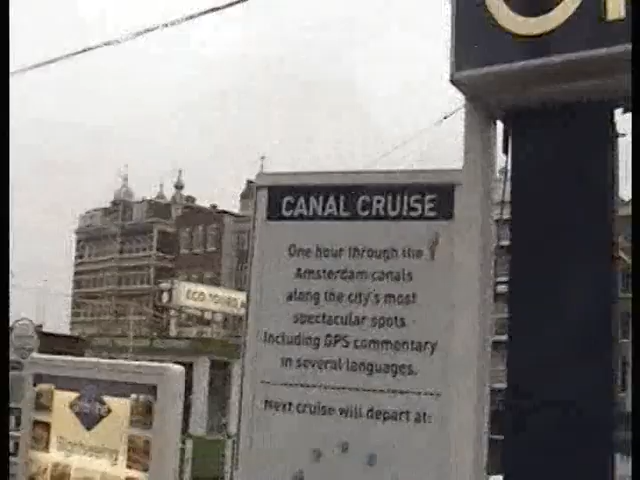 CANAL CRUISE
One hour through the
Amsterdam canals
along the city's most
spectacular spots.
Including GPS commentary
in several languages.
Next cruise will depart at: